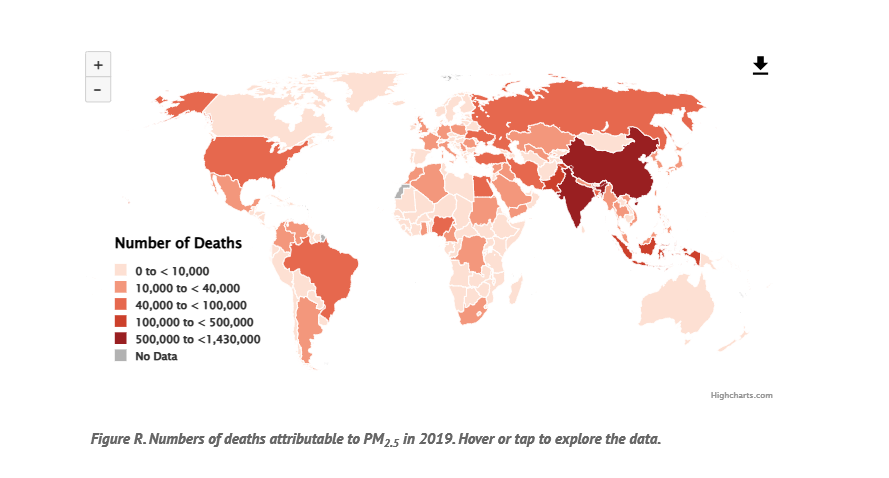 +
−
Number of Deaths
0 to < 10,000
10,000 to < 40,000
40,000 to < 100,000
100,000 to < 500,000
500,000 to <1,430,000
No Data
Highcharts.com
Figure R. Numbers of deaths attributable to PM2.5 in 2019. Hover or tap to explore the data.